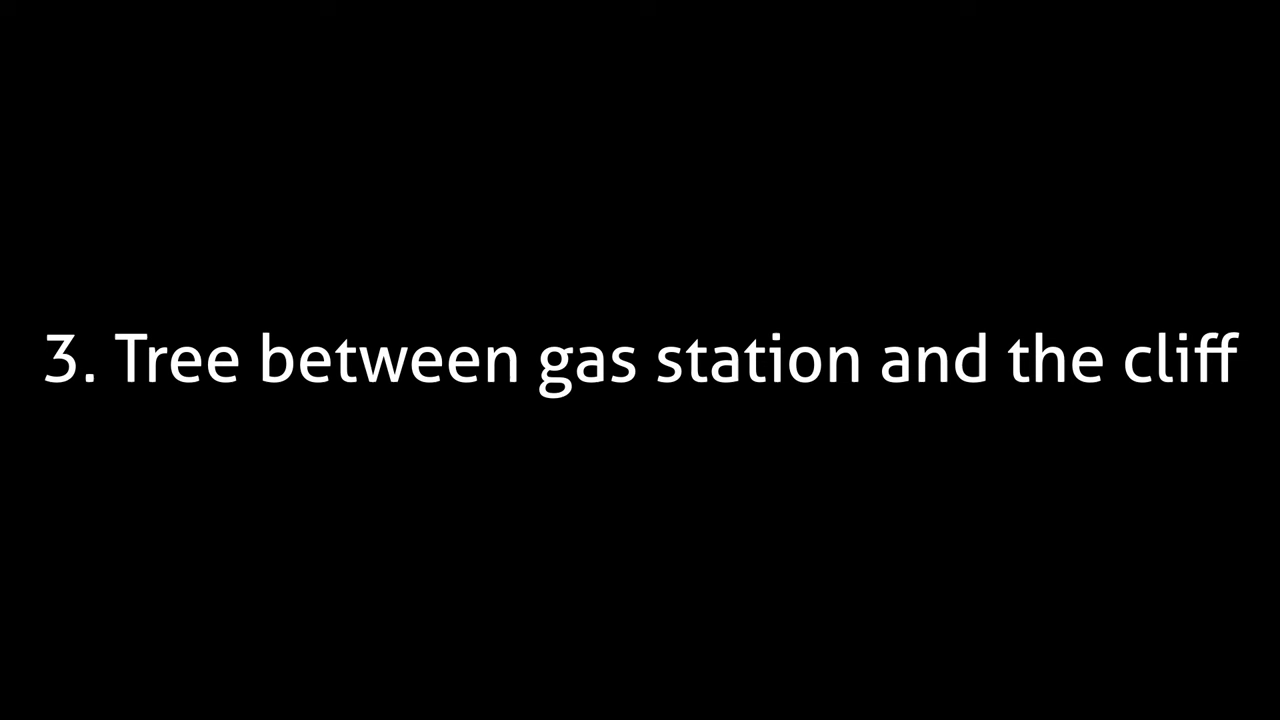 3. Tree between gas station and the cliff